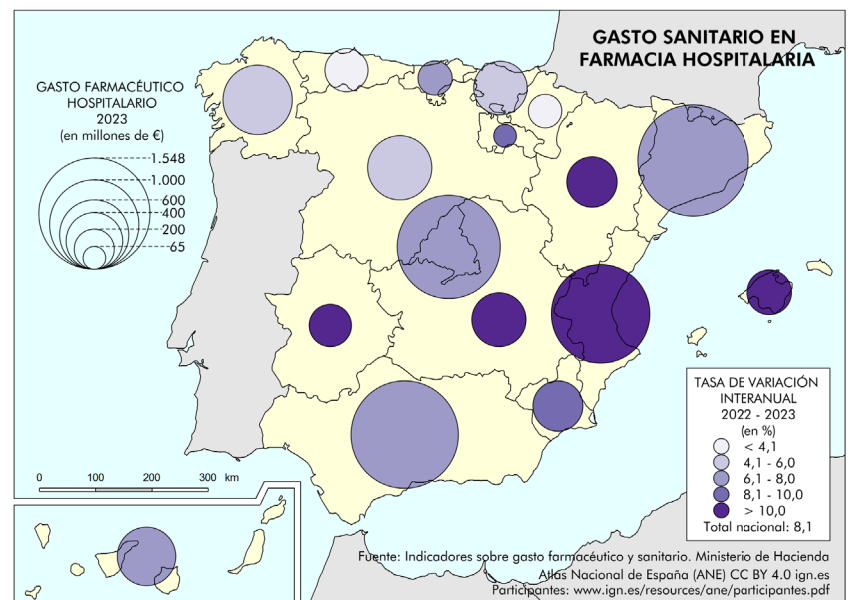 GASTO SANITARIO EN
FARMACIA HOSPITALARIA
GASTO FARMACÉUTICO
HOSPITALARIO
2023
(en millones de €)
1.548
1.000
600
400
200
65
TASA DE VARIACIÓN
INTERANUAL
2022 - 2023
(en %)
< 4,1
4,1 - 6,0
6,1 - 8,0
8,1 - 10,0
> 10,0
Total nacional: 8,1
0 100 200 300 km
Fuente: Indicadores sobre gasto farmacéutico y sanitario. Ministerio de Hacienda
Atlas Nacional de España (ANE) CC BY 4.0 ign.es
Participantes: www.ign.es/resources/ane/participantes.pdf